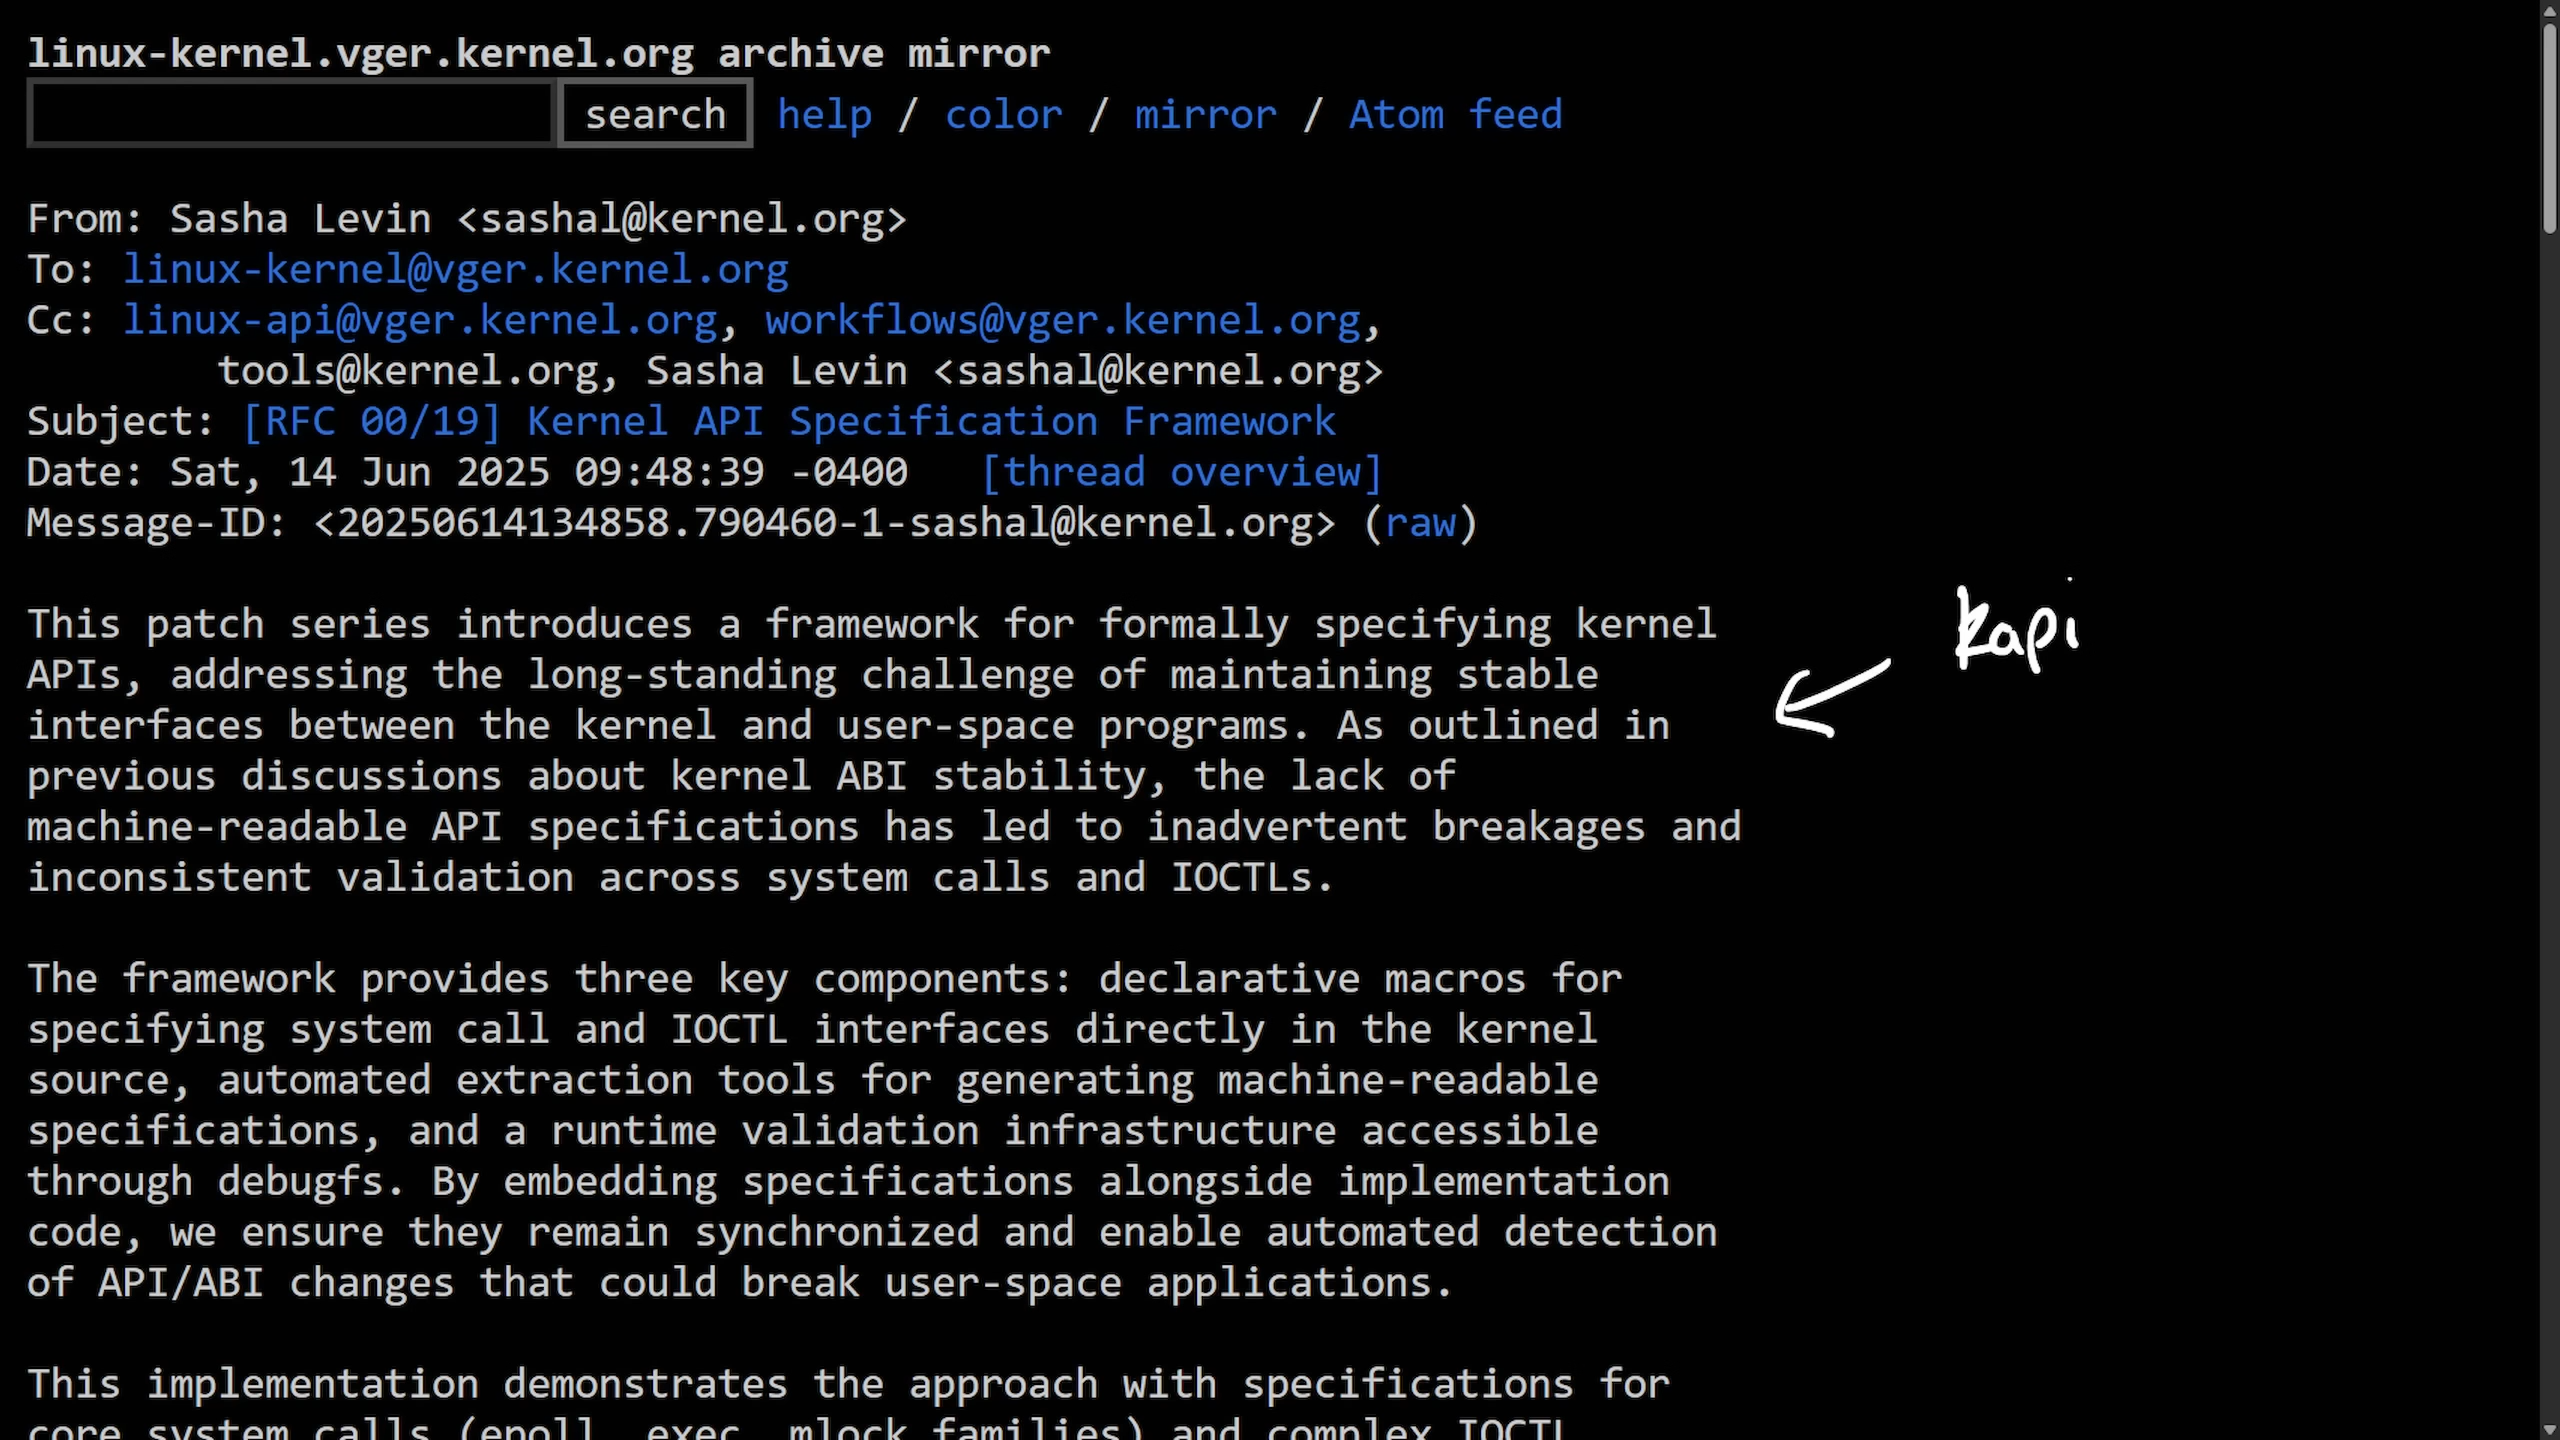 linux-kernel.vger.kernel.org archive mirror
search help / color / mirror / Atom feed
From: Sasha Levin <sashal@kernel.org>
To: linux-kernel@vger.kernel.org
Cc: linux-api@vger.kernel.org, workflows@vger.kernel.org,
tools@kernel.org, Sasha Levin <sashal@kernel.org>
Subject: [RFC 00/19] Kernel API Specification Framework
Date: Sat, 14 Jun 2025 09:48:39 -0400 [thread overview]
Message-ID: <20250614134858.790460-1-sashal@kernel.org> (raw)
This patch series introduces a framework for formally specifying kernel
APIs, addressing the long-standing challenge of maintaining stable
interfaces between the kernel and user-space programs. As outlined in
previous discussions about kernel ABI stability, the lack of
machine-readable API specifications has led to inadvertent breakages and
inconsistent validation across system calls and IOCTLs.
kapi
The framework provides three key components: declarative macros for
specifying system call and IOCTL interfaces directly in the kernel
source, automated extraction tools for generating machine-readable
specifications, and a runtime validation infrastructure accessible
through debugfs. By embedding specifications alongside implementation
code, we ensure they remain synchronized and enable automated detection
of API/ABI changes that could break user-space applications.
This implementation demonstrates the approach with specifications for
core system calls (epoll, exec, mlock families) and complex IOCTL